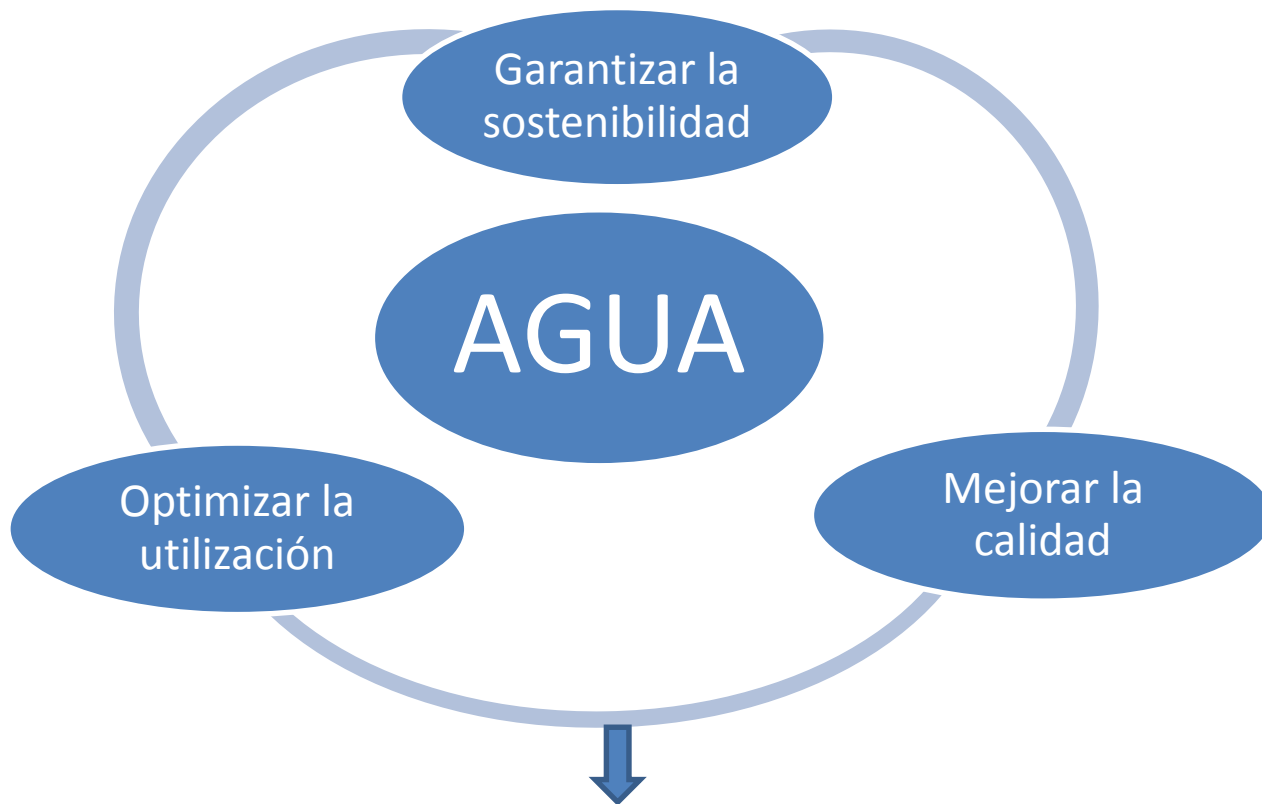 Garantizar la
sostenibilidad
AGUA
Optimizar la
utilización
Mejorar la
calidad